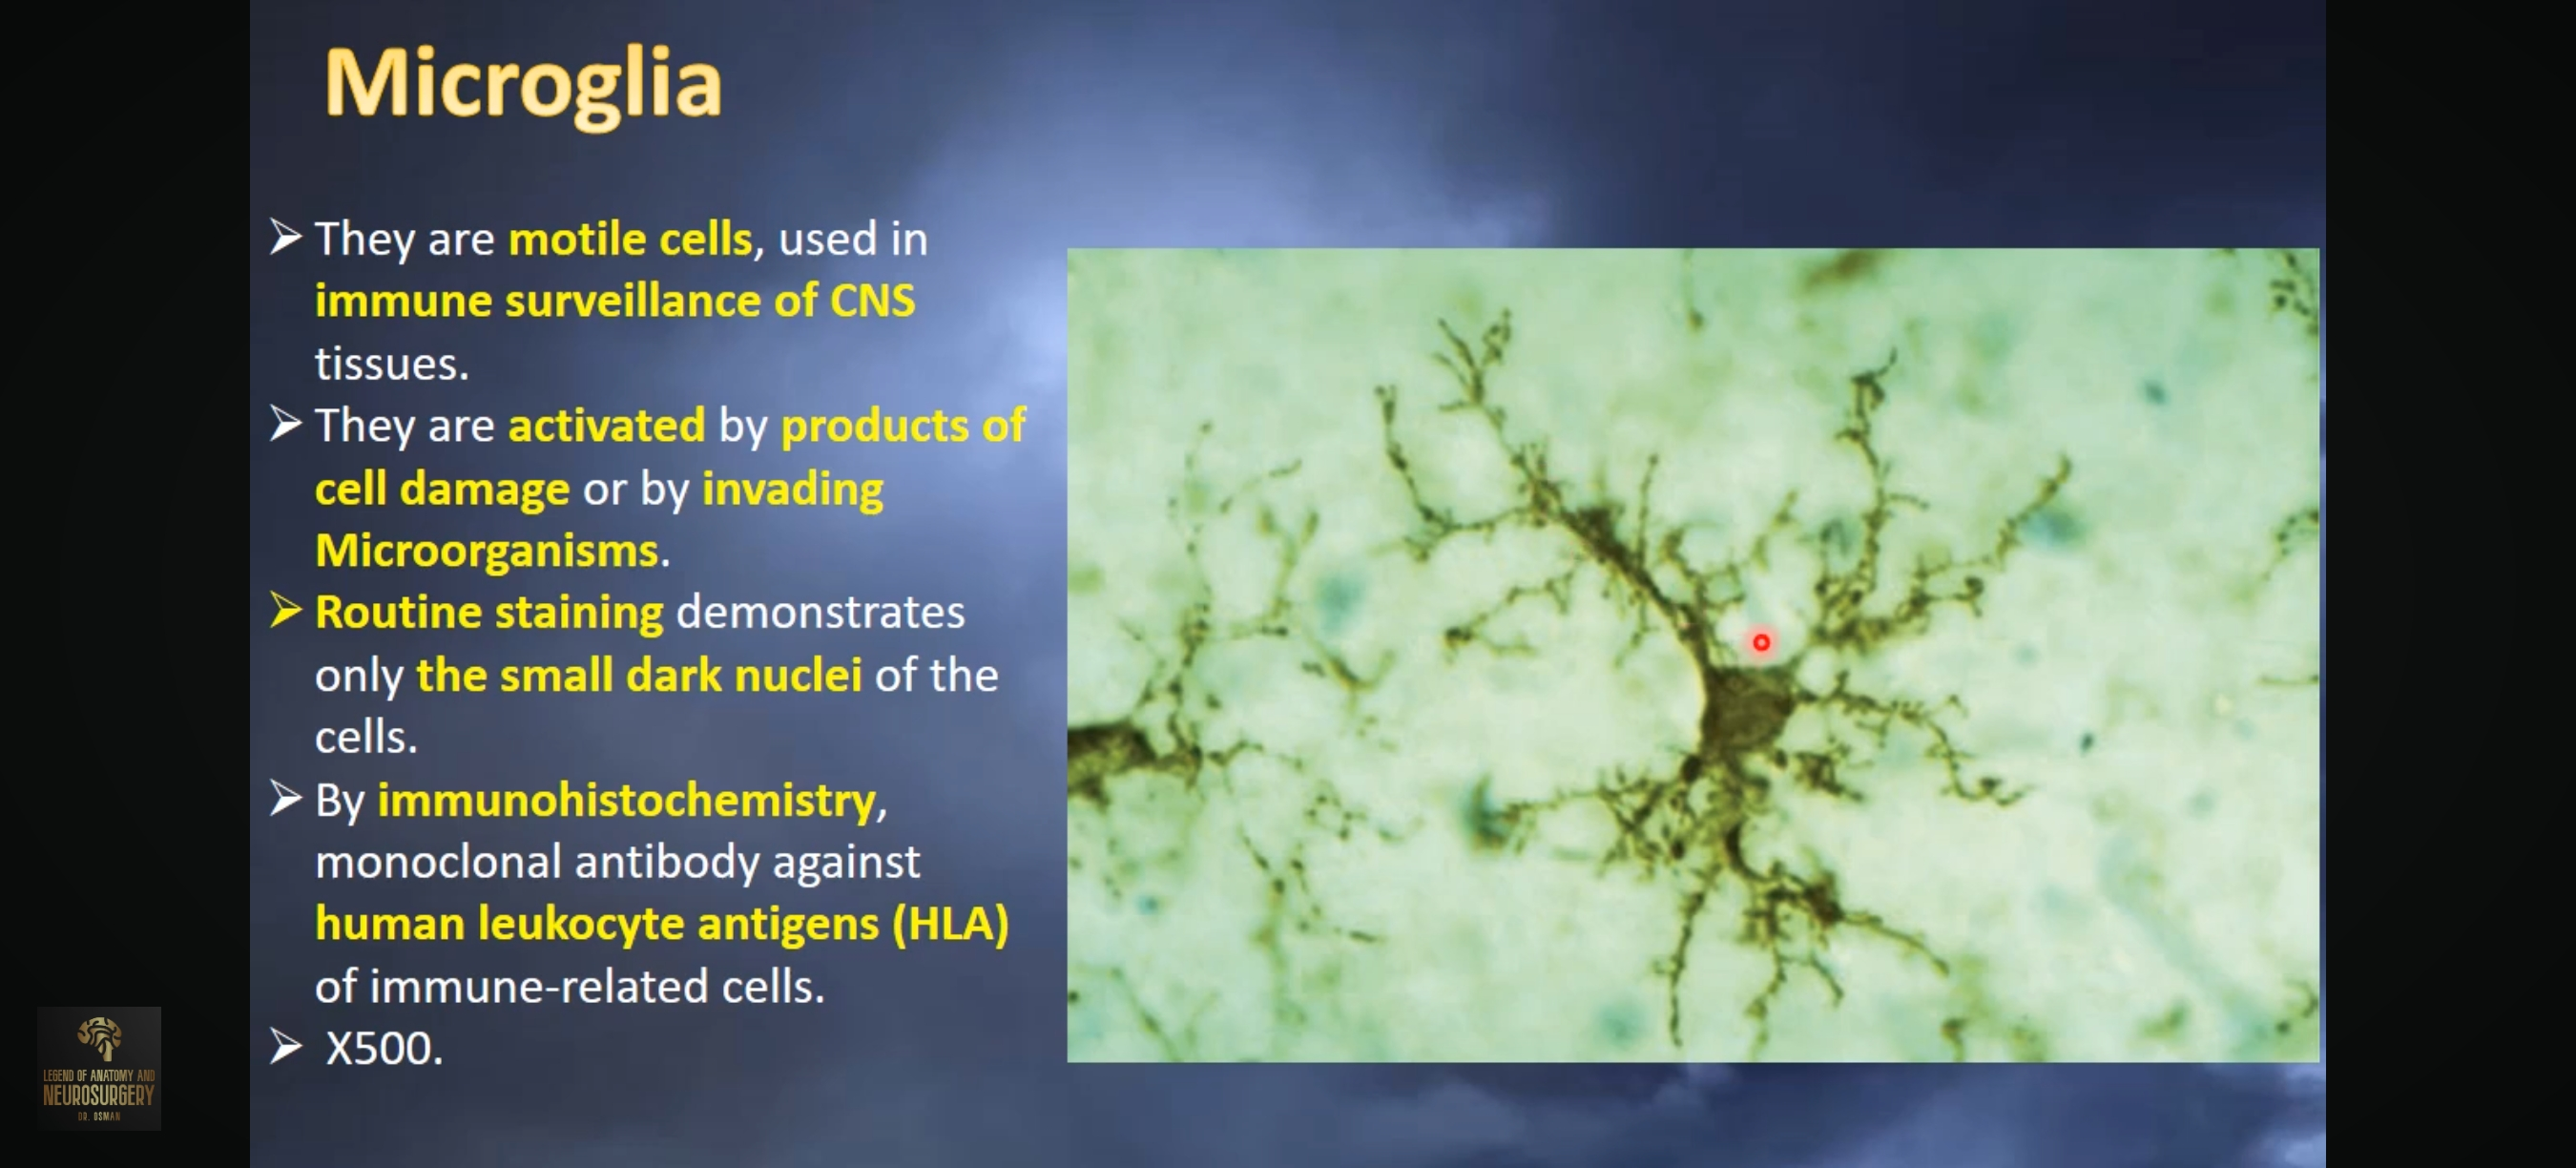 Microglia
➢ They are motile cells, used in
immune surveillance of CNS
tissues.
➢ They are activated by products of
cell damage or by invading
Microorganisms.
➢ Routine staining demonstrates
only the small dark nuclei of the
cells.
➢ By immunohistochemistry,
monoclonal antibody against
human leukocyte antigens (HLA)
of immune-related cells.
➢ X500.
LEGEND OF ANATOMY AND
NEUROSURGERY
DR. OSMAN